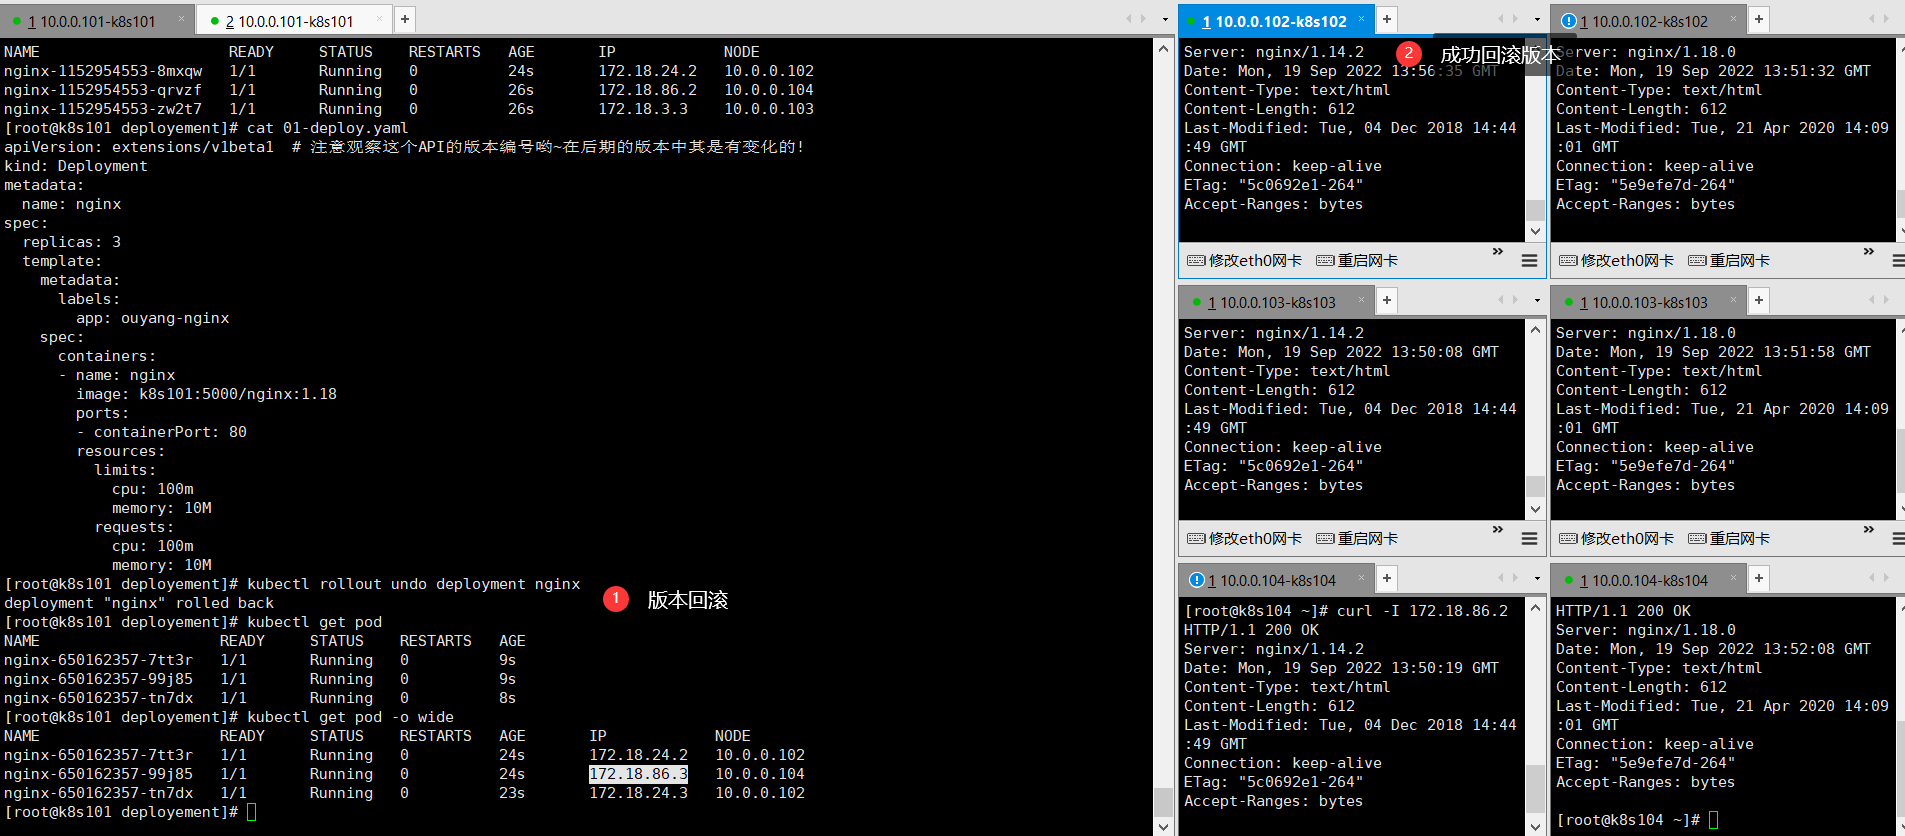 1 10.0.0.101-k8s101 × 2 10.0.0.101-k8s101 × +
NAME READY STATUS RESTARTS AGE IP NODE
nginx-1152954553-8mxqw 1/1 Running 0 24s 172.18.24.2 10.0.0.102
nginx-1152954553-qrvzf 1/1 Running 0 26s 172.18.86.2 10.0.0.104
nginx-1152954553-zw2t7 1/1 Running 0 26s 172.18.3.3 10.0.0.103
[root@k8s101 deployement]# cat 01-deploy.yaml
apiVersion: extensions/v1beta1 # 注意观察这个API的版本编号哟~在后期的版本中其是有变化的!
kind: Deployment
metadata:
name: nginx
spec:
replicas: 3
template:
metadata:
labels:
app: ouyang-nginx
spec:
containers:
- name: nginx
image: k8s101:5000/nginx:1.18
ports:
- containerPort: 80
resources:
limits:
cpu: 100m
memory: 10M
requests:
cpu: 100m
memory: 10M
[root@k8s101 deployement]# kubectl rollout undo deployment nginx
deployment "nginx" rolled back
1 版本回滚
[root@k8s101 deployement]# kubectl get pod
NAME READY STATUS RESTARTS AGE
nginx-650162357-7tt3r 1/1 Running 0 9s
nginx-650162357-99j85 1/1 Running 0 9s
nginx-650162357-tn7dx 1/1 Running 0 8s
[root@k8s101 deployement]# kubectl get pod -o wide
NAME READY STATUS RESTARTS AGE IP NODE
nginx-650162357-7tt3r 1/1 Running 0 24s 172.18.24.2 10.0.0.102
nginx-650162357-99j85 1/1 Running 0 24s 172.18.86.3 10.0.0.104
nginx-650162357-tn7dx 1/1 Running 0 23s 172.18.24.3 10.0.0.102
[root@k8s101 deployement]#
1 10.0.0.102-k8s102 × +
Server: nginx/1.14.2
2 成功回滚版本
Date: Mon, 19 Sep 2022 13:56:35 GMT
Content-Type: text/html
Content-Length: 612
Last-Modified: Tue, 04 Dec 2018 14:44
:49 GMT
Connection: keep-alive
ETag: "5c0692e1-264"
Accept-Ranges: bytes
修改eth0网卡 重启网卡 »
1 10.0.0.102-k8s102 × +
Server: nginx/1.18.0
Date: Mon, 19 Sep 2022 13:51:32 GMT
Content-Type: text/html
Content-Length: 612
Last-Modified: Tue, 21 Apr 2020 14:09
:01 GMT
Connection: keep-alive
ETag: "5e9efe7d-264"
Accept-Ranges: bytes
修改eth0网卡 重启网卡 »
1 10.0.0.103-k8s103 × +
Server: nginx/1.14.2
Date: Mon, 19 Sep 2022 13:50:08 GMT
Content-Type: text/html
Content-Length: 612
Last-Modified: Tue, 04 Dec 2018 14:44
:49 GMT
Connection: keep-alive
ETag: "5c0692e1-264"
Accept-Ranges: bytes
修改eth0网卡 重启网卡 »
1 10.0.0.103-k8s103 × +
Server: nginx/1.18.0
Date: Mon, 19 Sep 2022 13:51:58 GMT
Content-Type: text/html
Content-Length: 612
Last-Modified: Tue, 21 Apr 2020 14:09
:01 GMT
Connection: keep-alive
ETag: "5e9efe7d-264"
Accept-Ranges: bytes
修改eth0网卡 重启网卡 »
1 10.0.0.104-k8s104 × +
[root@k8s104 ~]# curl -I 172.18.86.2
HTTP/1.1 200 OK
Server: nginx/1.14.2
Date: Mon, 19 Sep 2022 13:50:19 GMT
Content-Type: text/html
Content-Length: 612
Last-Modified: Tue, 04 Dec 2018 14:44
:49 GMT
Connection: keep-alive
ETag: "5c0692e1-264"
Accept-Ranges: bytes
1 10.0.0.104-k8s104 × +
HTTP/1.1 200 OK
Server: nginx/1.18.0
Date: Mon, 19 Sep 2022 13:52:08 GMT
Content-Type: text/html
Content-Length: 612
Last-Modified: Tue, 21 Apr 2020 14:09
:01 GMT
Connection: keep-alive
ETag: "5e9efe7d-264"
Accept-Ranges: bytes
[root@k8s104 ~]#